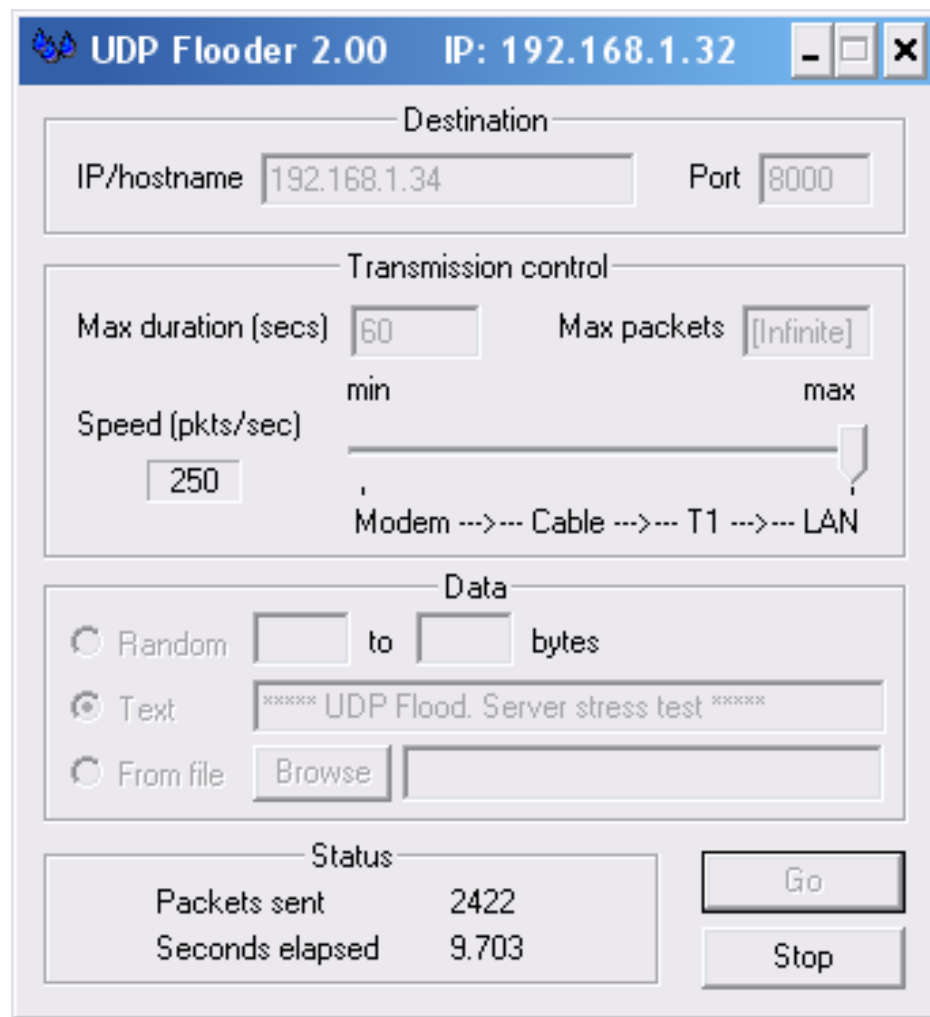 UDP Flooder 2.00 IP: 192.168.1.32
Destination
IP/hostname 192.168.1.34 Port 8000
Transmission control
Max duration (secs) 60 Max packets [Infinite]
min max
Speed (pkts/sec)
250
Modem --->--- Cable --->--- T1 --->--- LAN
Data
Random to bytes
Text ***** UDP Flood. Server stress test *****
From file Browse
Status
Packets sent 2422
Seconds elapsed 9.703
Go
Stop